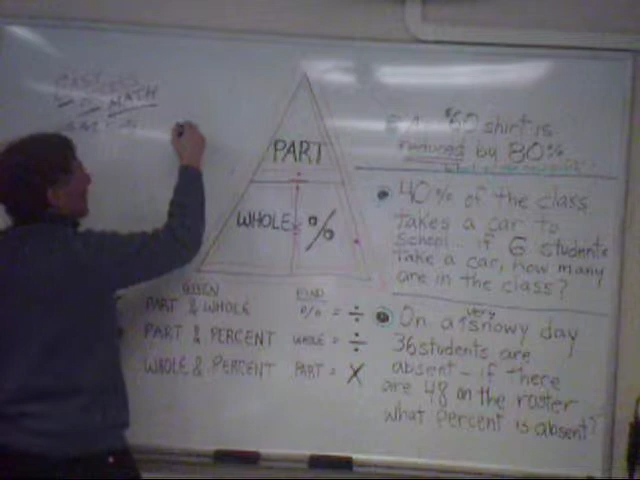 MATH
PART
WHOLE %
GIVEN FIND
PART & WHOLE % = ÷
PART & PERCENT WHOLE = ÷
WHOLE & PERCENT PART = X
$60 shirt is
reduced by 80%
40% of the class
takes a car to
school... if 6 students
take a car, how many
are in the class?
On a very snowy day
36 students are
absent - if there
are 48 on the roster
what percent is absent?